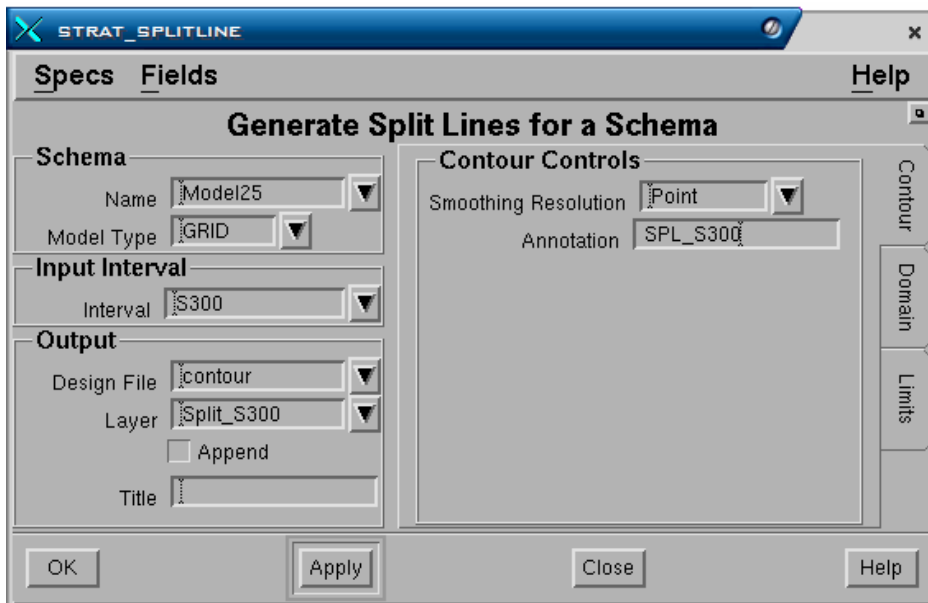 STRAT_SPLITLINE
Specs Fields Help
Generate Split Lines for a Schema
Schema
Name Model25
Model Type GRID
Input Interval
Interval S300
Output
Design File contour
Layer Split_S300
Append
Title
Contour Controls
Smoothing Resolution Point
Annotation SPL_S300
Contour
Domain
Limits
OK Apply Close Help